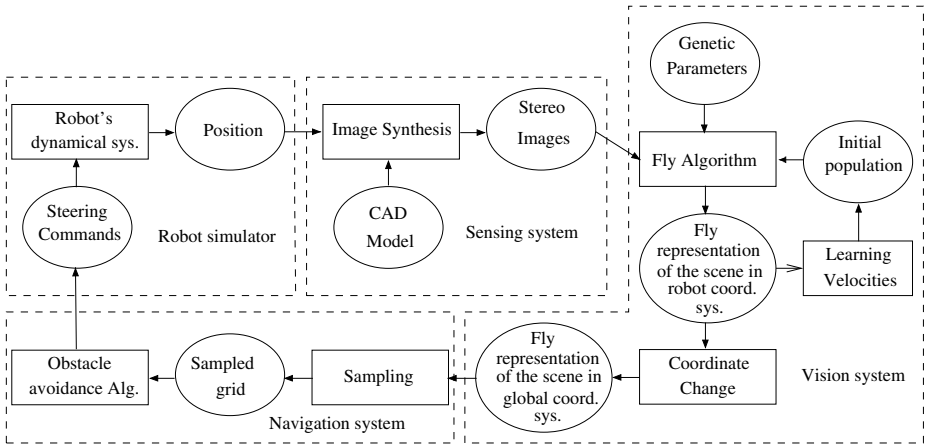 Genetic
Parameters
Robot's
dynamical sys.
Position
Image Synthesis
Stereo
Images
Fly Algorithm
Initial
population
Steering
Commands
Robot simulator
CAD
Model
Sensing system
Fly
representation
of the scene in
robot coord.
sys.
Learning
Velocities
Obstacle
avoidance Alg.
Sampled
grid
Sampling
Navigation system
Fly
representation
of the scene in
global coord.
sys.
Coordinate
Change
Vision system